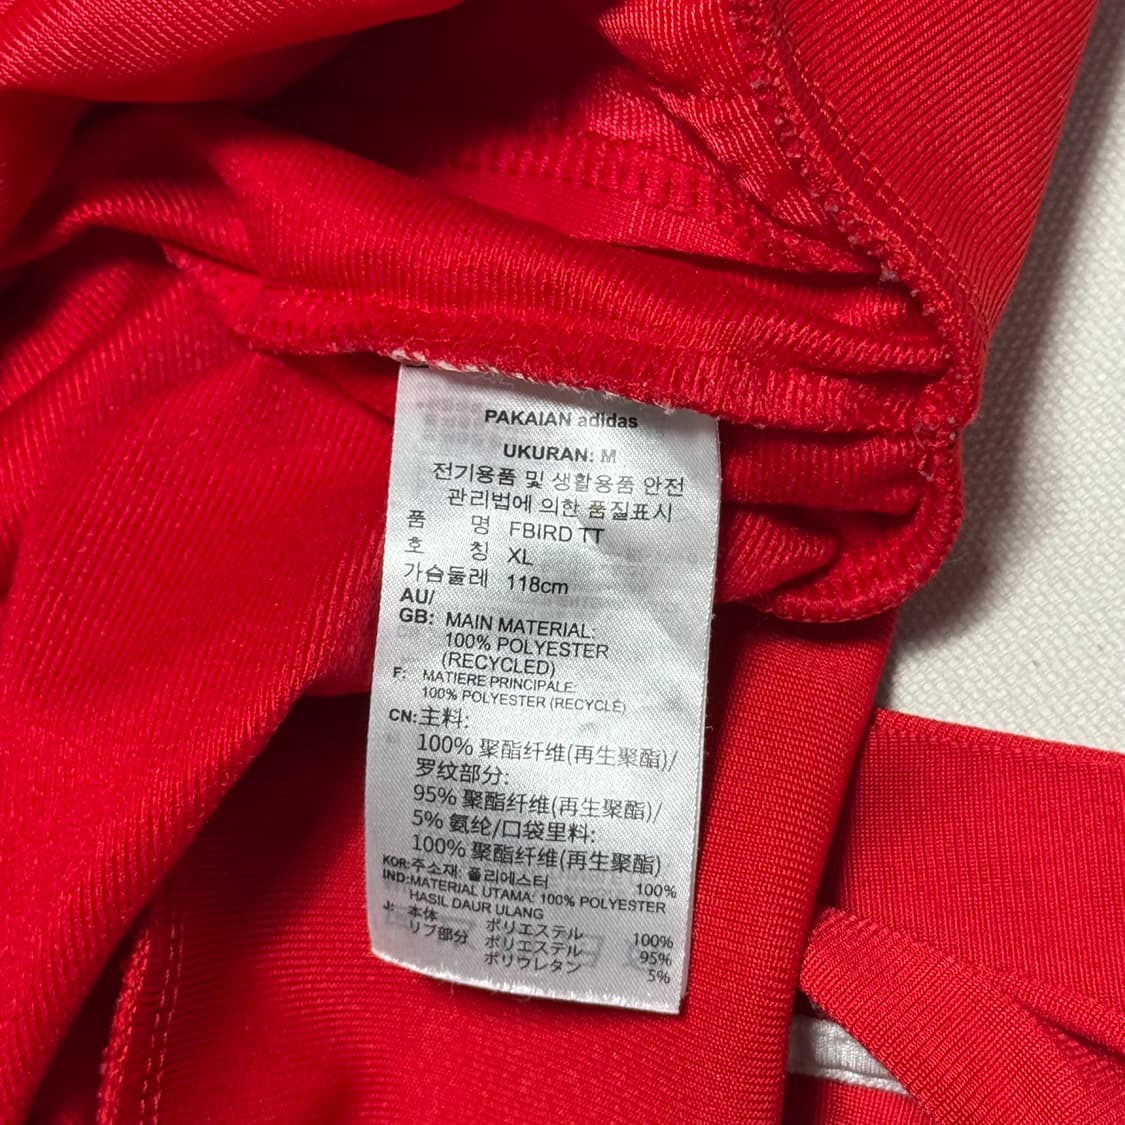 PAKAIAN adidas
UKURAN: M
전기용품 및 생활용품 안전
관리법에 의한 품질표시
품 명 FBIRD TT
호 칭 XL
가슴둘레 118cm
AU/
GB: MAIN MATERIAL:
100% POLYESTER
(RECYCLED)
F: MATIERE PRINCIPALE:
100% POLYESTER (RECYCLÉ)
CN:主料:
100% 聚酯纤维(再生聚酯)/
罗纹部分:
95% 聚酯纤维(再生聚酯)/
5% 氨纶/口袋里料:
100% 聚酯纤维(再生聚酯)
KOR:주소재: 폴리에스터 100%
IND:MATERIAL UTAMA: 100% POLYESTER
HASIL DAUR ULANG
J: 本体 ポリエステル 100%
リブ部分 ポリエステル 95%
ポリウレタン 5%